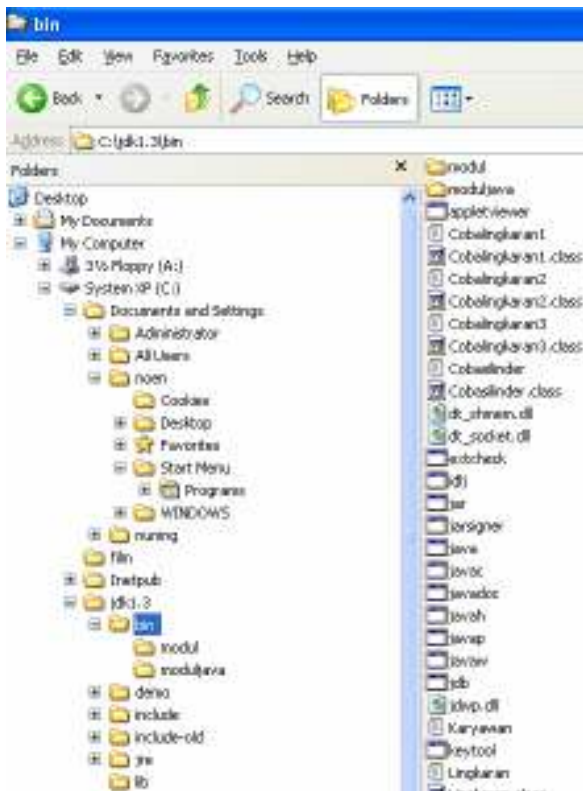 bin
File Edit View Favorites Tools Help
Back Search Folders
Address C:\jdk1.3\bin
Folders
Desktop
My Documents
My Computer
3½ Floppy (A:)
System XP (C:)
Documents and Settings
Administrator
All Users
noen
Cookies
Desktop
Favorites
Start Menu
Programs
WINDOWS
nuning
film
Inetpub
jdk1.3
bin
modul
moduljava
demo
include
include-old
jre
lib
modul
moduljava
appletviewer
Cobalingkaran1
Cobalingkaran1.class
Cobalingkaran2
Cobalingkaran2.class
Cobalingkaran3
Cobalingkaran3.class
Cobasilinder
Cobasilinder.class
dt_shmem.dll
dt_socket.dll
extcheck
idlj
jar
jarsigner
java
javac
javadoc
javah
javap
javaw
jdb
jdwp.dll
Karyawan
keytool
Lingkaran
Lingkaran.class